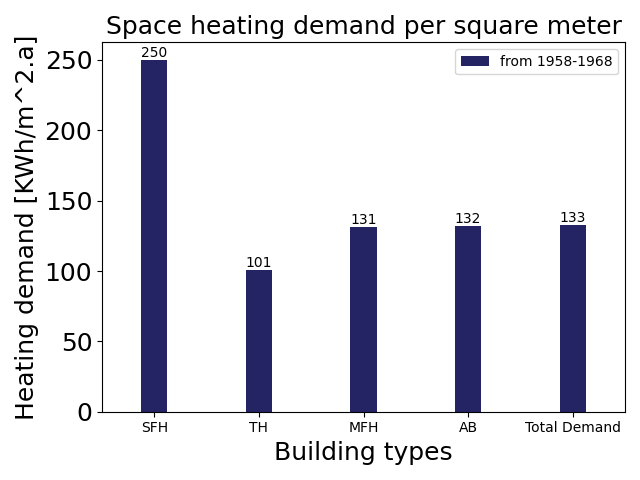 Space heating demand per square meter
from 1958-1968
Heating demand [KWh/m^2.a]
250
200
150
100
50
0
250
101
131
132
133
SFH TH MFH AB Total Demand
Building types